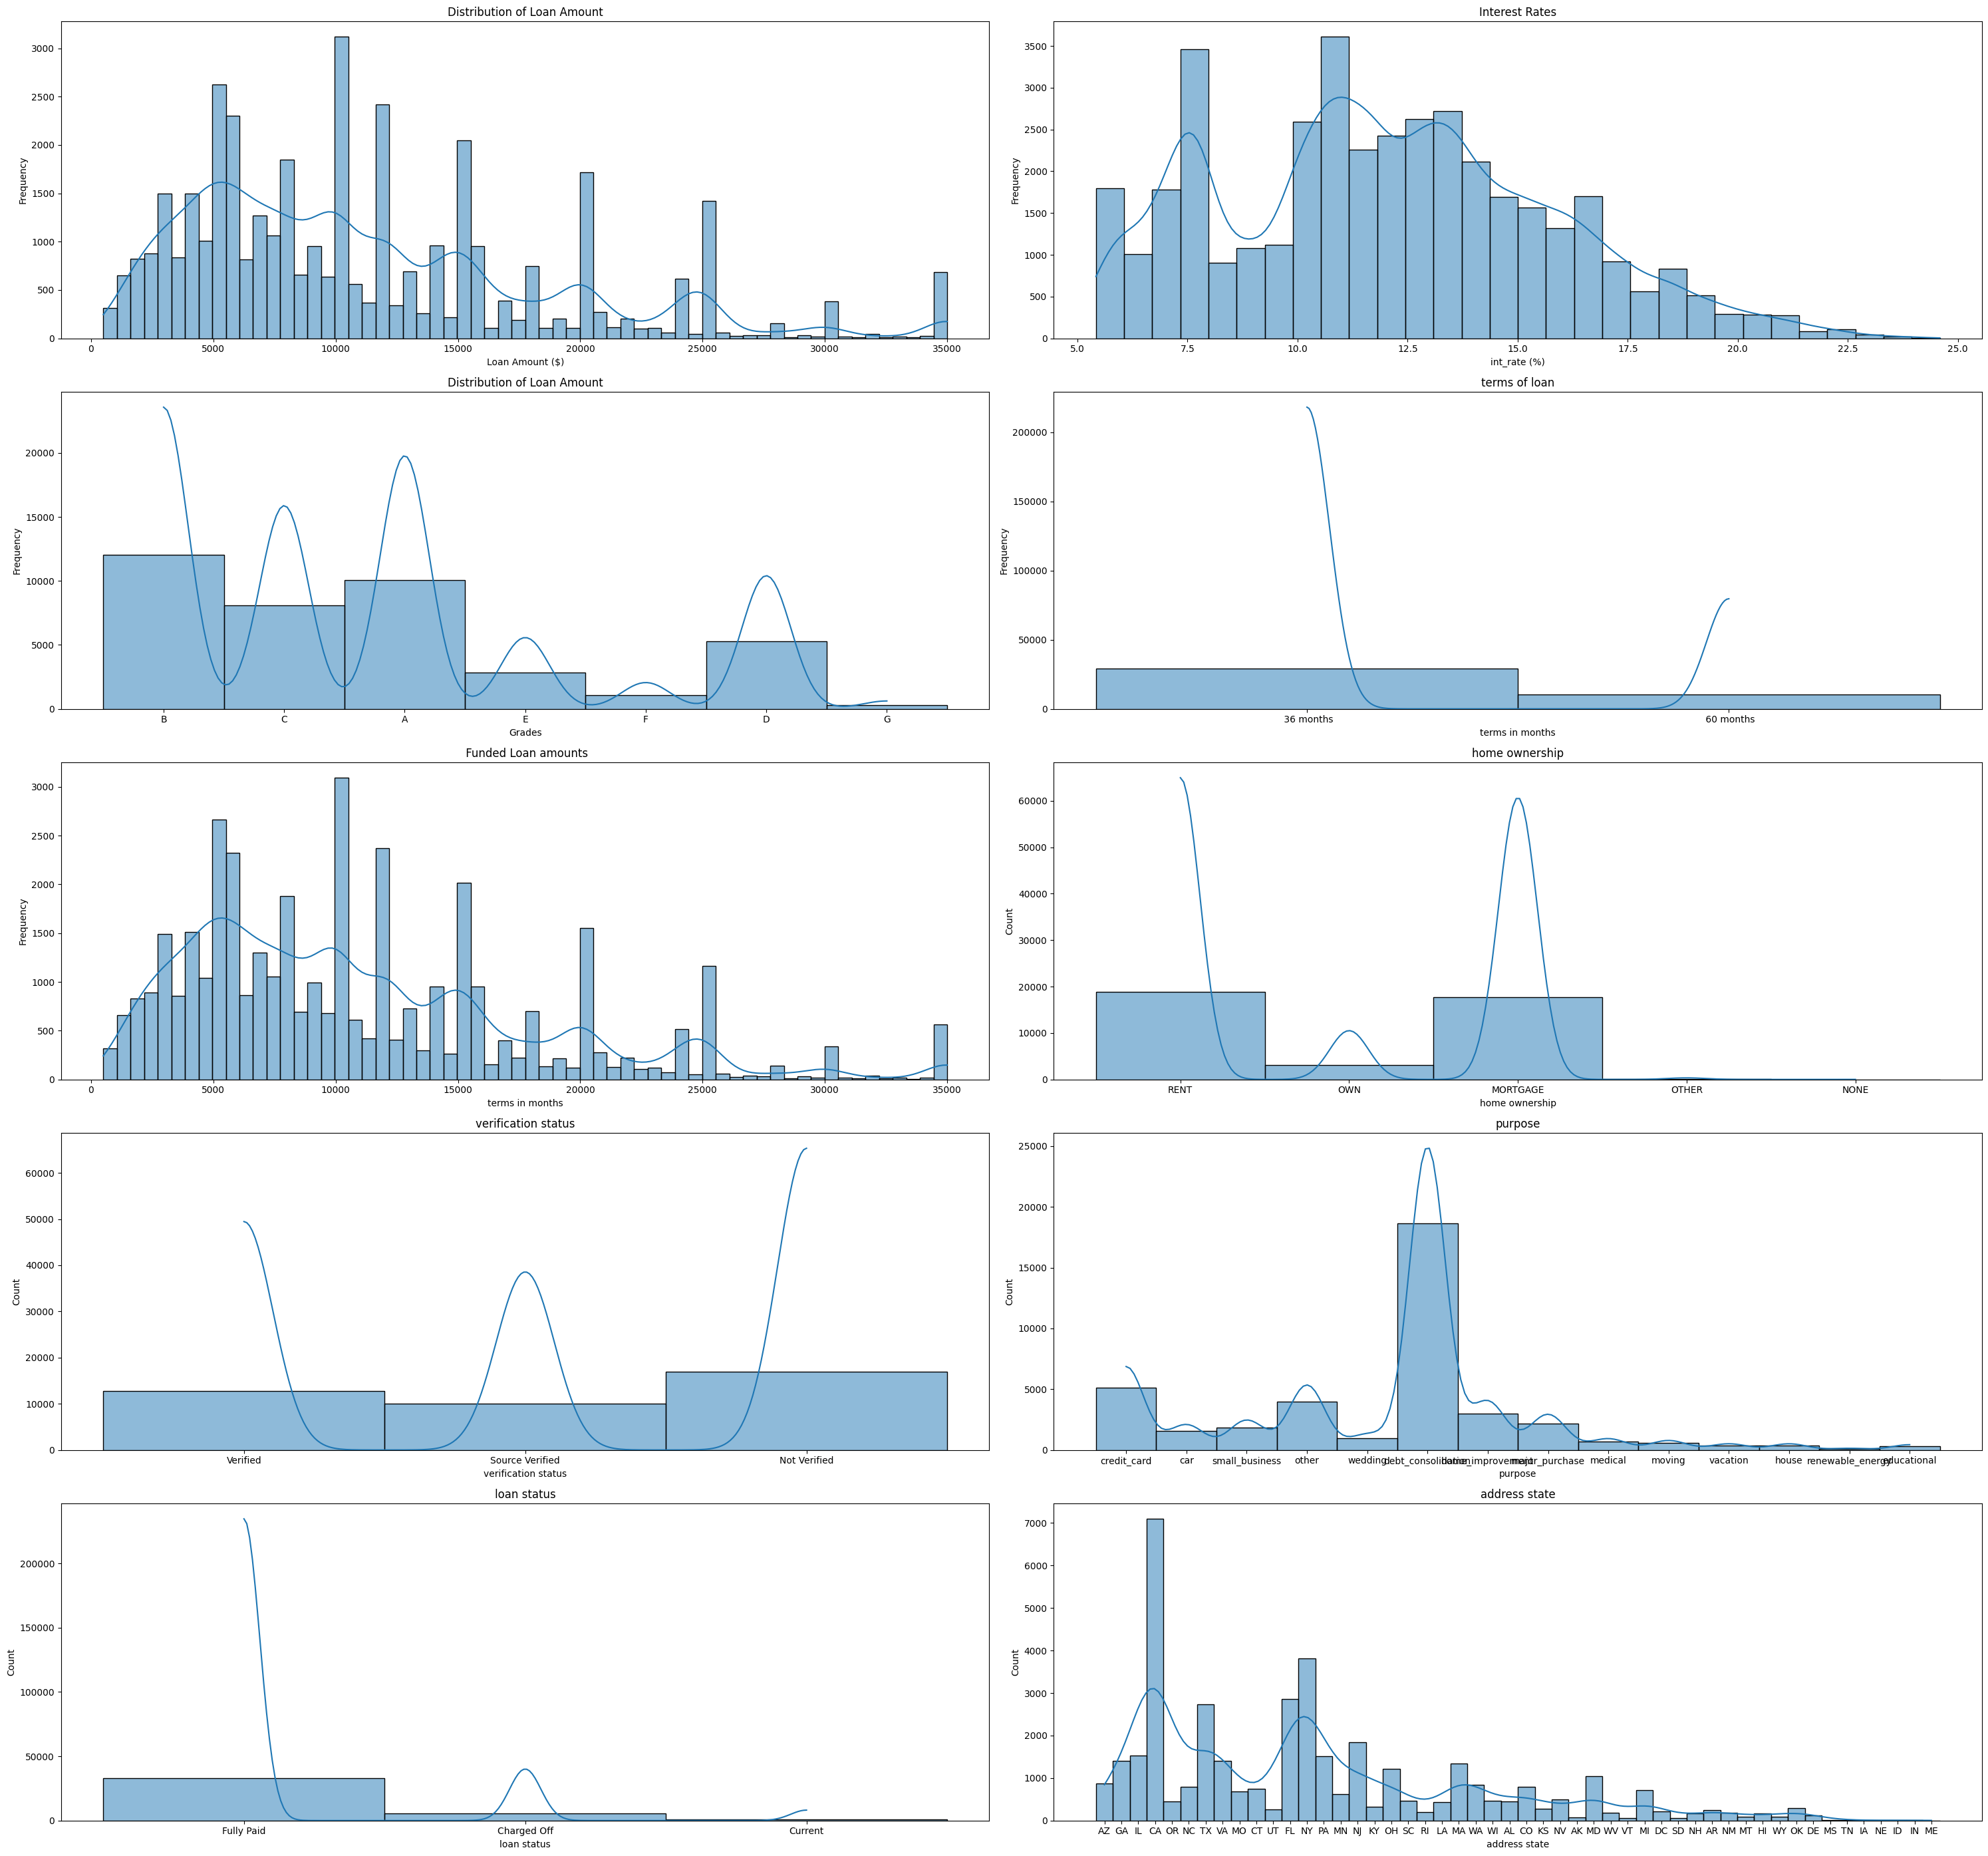 Distribution of Loan Amount
Frequency
3000
2500
2000
1500
1000
500
0
0 5000 10000 15000 20000 25000 30000 35000
Loan Amount ($)
Interest Rates
Frequency
3500
3000
2500
2000
1500
1000
500
0
5.0 7.5 10.0 12.5 15.0 17.5 20.0 22.5 25.0
int_rate (%)
Distribution of Loan Amount
Frequency
20000
15000
10000
5000
0
B C A E F D G
Grades
terms of loan
Frequency
200000
150000
100000
50000
0
36 months 60 months
terms in months
Funded Loan amounts
Frequency
3000
2500
2000
1500
1000
500
0
0 5000 10000 15000 20000 25000 30000 35000
terms in months
home ownership
Count
60000
50000
40000
30000
20000
10000
0
RENT OWN MORTGAGE OTHER NONE
home ownership
verification status
Count
60000
50000
40000
30000
20000
10000
0
Verified Source Verified Not Verified
verification status
purpose
Count
25000
20000
15000
10000
5000
0
credit_card car small_business other wedding debt_consolidation home_improvement major_purchase medical moving vacation house renewable_energy educational
purpose
loan status
Count
200000
150000
100000
50000
0
Fully Paid Charged Off Current
loan status
address state
Count
7000
6000
5000
4000
3000
2000
1000
0
AZ GA IL CA OR NC TX VA MO CT UT FL NY PA MN NJ KY OH SC RI LA MA WA WI AL CO KS NV AK MD WV VT MI DC SD NH AR NM MT HI WY OK DE MS TN IA NE ID IN ME
address state